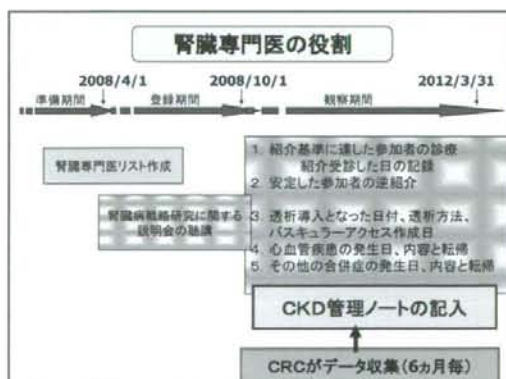 腎臓専門医の役割
2008/4/1
2008/10/1
2012/3/31
準備期間
登録期間
観察期間
腎臓専門医リスト作成
腎臓病戦略研究に関する
説明会の聴講
1. 紹介基準に達した参加者の診療
紹介受診した日の記録
2. 安定した参加者の逆紹介
3. 透析導入となった日付、透析方法、
バスキュラーアクセス作成日
4. 心血管疾患の発生日、内容と転帰
5. その他の合併症の発生日、内容と転帰
CKD管理ノートの記入
CRCがデータ収集(6ヵ月毎)